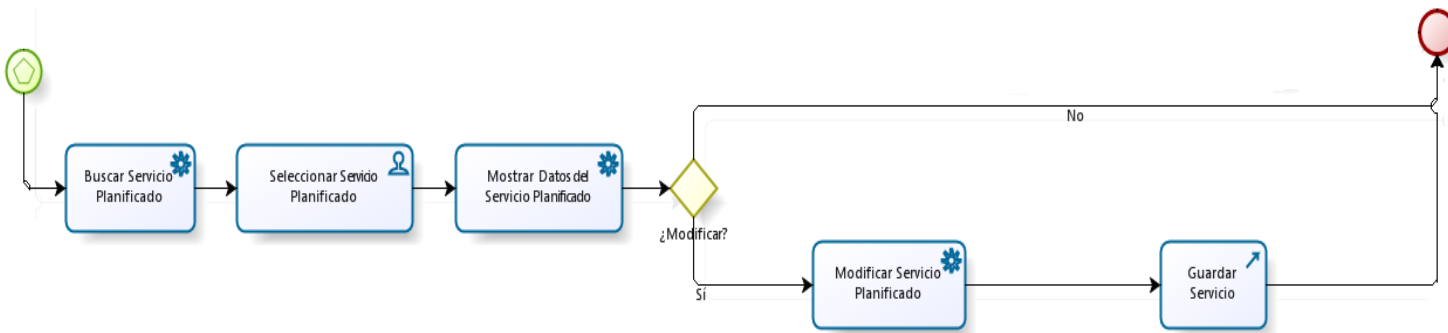 Buscar Servicio
Planificado
Seleccionar Servicio
Planificado
Mostrar Datos del
Servicio Planificado
¿Modificar?
No
Sí
Modificar Servicio
Planificado
Guardar
Servicio